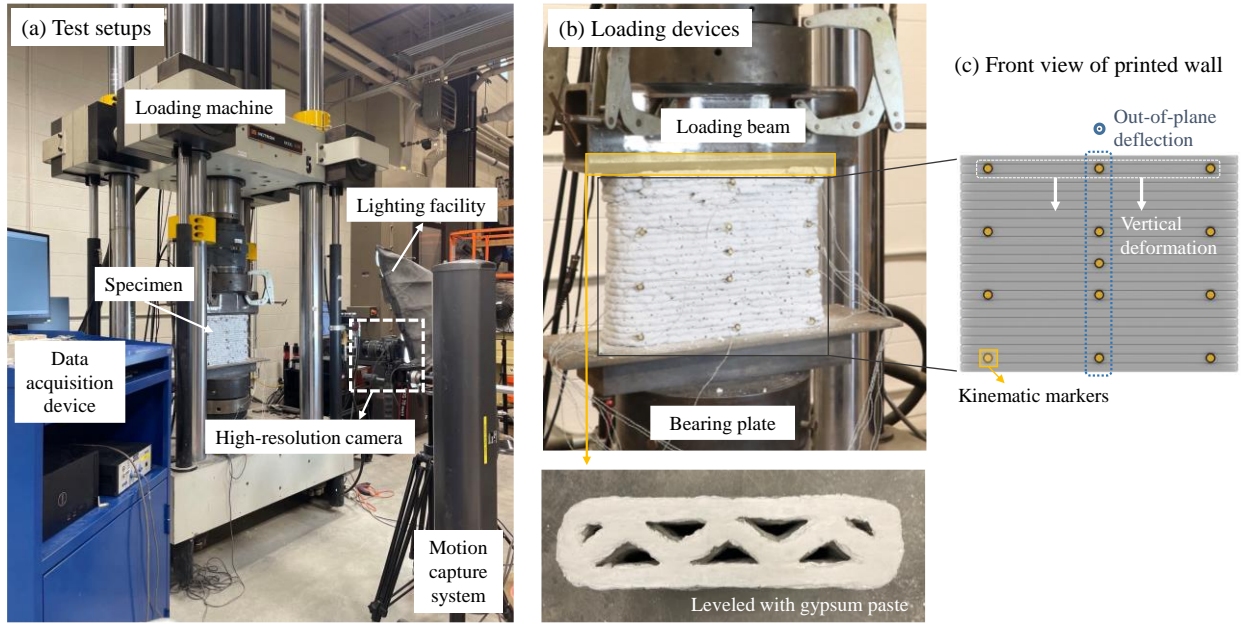 (a) Test setups
Loading machine
Lighting facility
Specimen
Data
acquisition
device
High-resolution camera
Motion
capture
system
(b) Loading devices
Loading beam
Bearing plate
Leveled with gypsum paste
(c) Front view of printed wall
Out-of-plane
deflection
Vertical
deformation
Kinematic markers